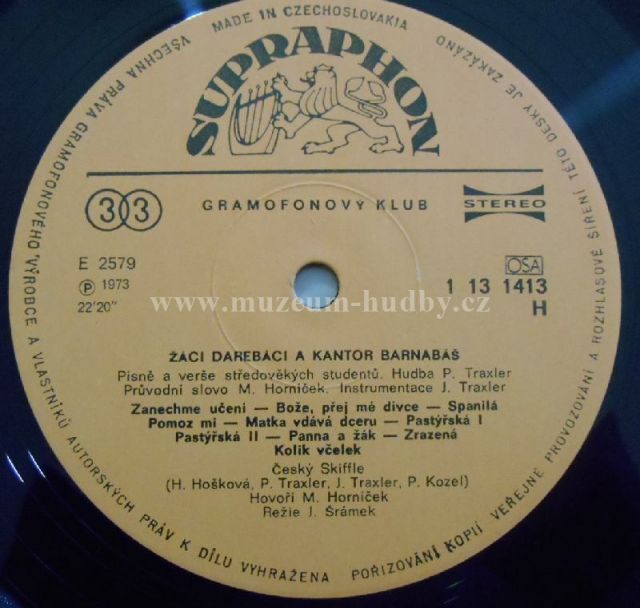 MADE IN CZECHOSLOVAKIA
VŠECHNA PRÁVA GRAMOFONOVÉHO VÝROBCE A VLASTNÍKŮ AUTORSKÝCH PRÁV K DÍLU VYHRAŽENA
POŘIZOVÁNÍ KOPIÍ VEŘEJNÉ PROVOZOVÁNÍ A ROZHLASOVÉ ŠÍŘENÍ TÉTO DESKY JE ZAKÁZÁNO
SUPRAPHON
33
GRAMOFONOVÝ KLUB
STEREO
E 2579
OSA
Ⓟ 1973
1 13 1413
22'20"
H
www.muzeum-hudby.cz
ŽÁCI DAREBÁCI A KANTOR BARNABÁŠ
Písně a verše středověkých studentů. Hudba P. Traxler
Průvodní slovo M. Horníček. Instrumentace J. Traxler
Zanechme učení — Bože, přej mé dívce — Spanilá
Pomoz mi — Matka vdává dceru — Pastýřská I
Pastýřská II — Panna a žák — Zrazená
Kolik včelek
Český Skiffle
(H. Hošková, P. Traxler, J. Traxler, P. Kozel)
Hovoří M. Horníček
Režie J. Šrámek